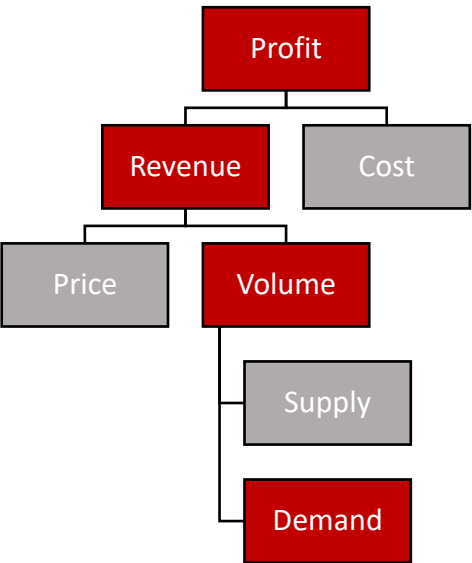 Profit
Revenue
Cost
Price
Volume
Supply
Demand